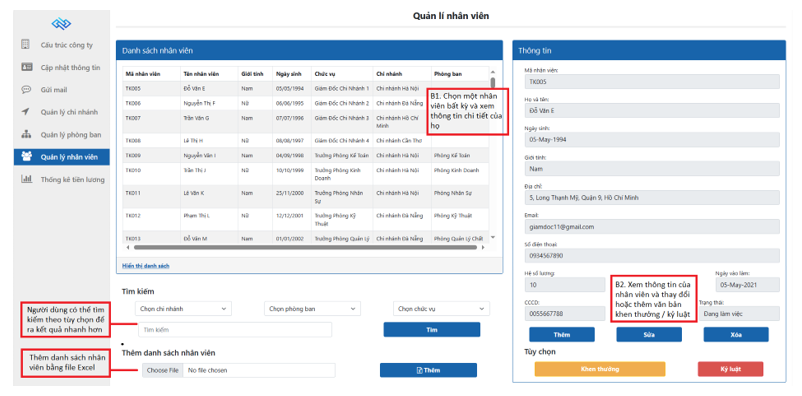 Quản lí nhân viên
Cấu trúc công ty
Cập nhật thông tin
Gửi mail
Quản lý chi nhánh
Quản lý phòng ban
Quản lý nhân viên
Thống kê tiền lương
Danh sách nhân viên
Mã nhân viên Tên nhân viên Giới tính Ngày sinh Chức vụ Chi nhánh Phòng ban
TK005 Đỗ Văn E Nam 05/05/1994 Giám Đốc Chi Nhánh 1 Chi nhánh Hà Nội
TK006 Nguyễn Thị F Nữ 06/06/1995 Giám Đốc Chi Nhánh 2 Chi nhánh Đà Nẵng
TK007 Trần Văn G Nam 07/07/1996 Giám Đốc Chi Nhánh 3 Chi nhánh Hồ Chí
Minh
TK008 Lê Thị H Nữ 08/08/1997 Giám Đốc Chi Nhánh 4 Chi nhánh Cần Thơ
TK009 Nguyễn Văn I Nam 04/09/1998 Trưởng Phòng Kế Toán Chi nhánh Hà Nội Phòng Kế Toán
TK010 Trần Thị J Nữ 10/10/1999 Trưởng Phòng Kinh
Doanh Chi nhánh Hà Nội Phòng Kinh Doanh
TK011 Lê Văn K Nam 25/11/2000 Trưởng Phòng Nhân
Sự Chi nhánh Hà Nội Phòng Nhân Sự
TK012 Phạm Thị L Nữ 12/12/2001 Trưởng Phòng Kỹ
Thuật Chi nhánh Đà Nẵng Phòng Kỹ Thuật
TK013 Đỗ Văn M Nam 01/01/2002 Trưởng Phòng Quản Lý Chi nhánh Đà Nẵng Phòng Quản Lý Chất
B1. Chọn một nhân
viên bất kỳ và xem
thông tin chi tiết của
họ
Hiển thị danh sách
Tìm kiếm
Chọn chi nhánh
Chọn phòng ban
Chọn chức vụ
Tìm kiếm
Tìm
Người dùng có thể tìm
kiếm theo tùy chọn để
ra kết quả nhanh hơn
Thêm danh sách nhân viên
Choose File No file chosen
Thêm
Thêm danh sách nhân
viên bằng file Excel
Thông tin
Mã nhân viên:
TK005
Họ và tên:
Đỗ Văn E
Ngày sinh:
05-May-1994
Giới tính:
Nam
Địa chỉ:
5, Long Thạnh Mỹ, Quận 9, Hồ Chí Minh
Email:
giamdoc11@gmail.com
Số điện thoại:
0934567890
Hệ số lương:
10
Ngày vào làm:
05-May-2021
CCCD:
0055667788
Trạng thái:
Đang làm việc
B2. Xem thông tin của
nhân viên và thay đổi
hoặc thêm văn bản
khen thưởng / kỷ luật
Thêm
Sửa
Xóa
Tùy chọn
Khen thưởng
Kỷ luật